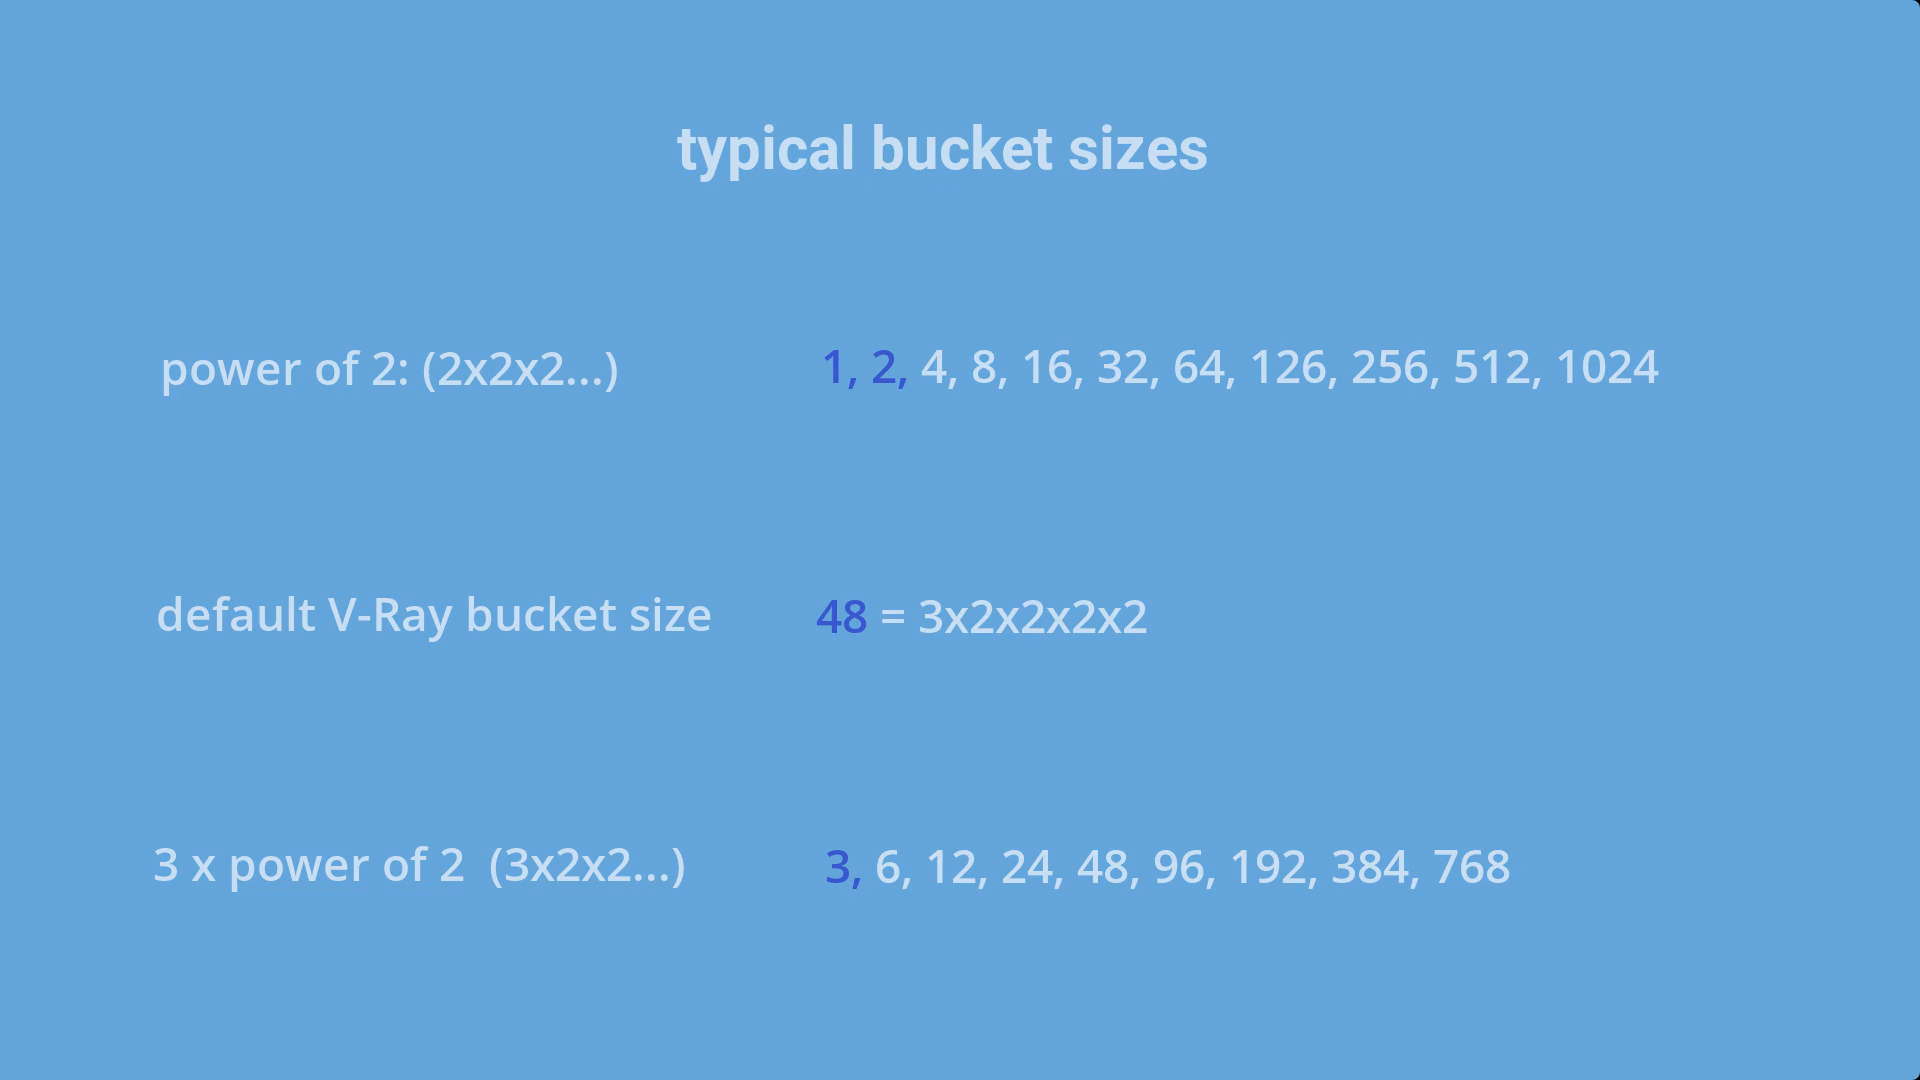 typical bucket sizes
power of 2: (2x2x2...) 1, 2, 4, 8, 16, 32, 64, 126, 256, 512, 1024
default V-Ray bucket size 48 = 3x2x2x2x2
3 x power of 2 (3x2x2...) 3, 6, 12, 24, 48, 96, 192, 384, 768